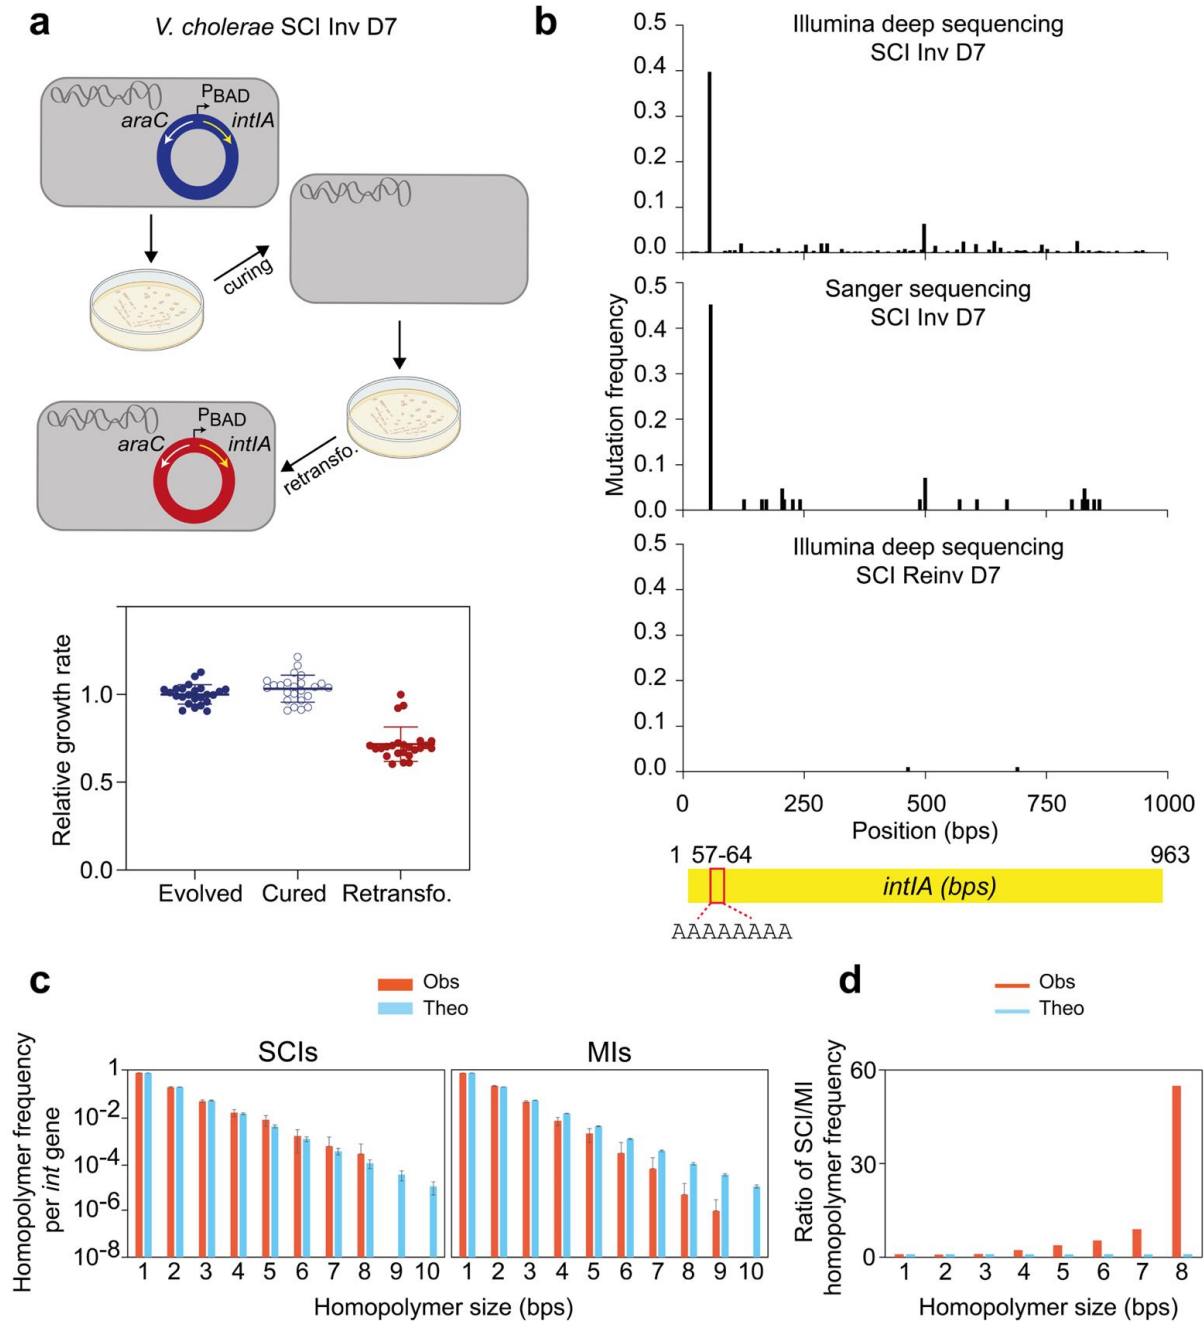 a
V. cholerae SCI Inv D7
PBAD
araC
intIA
curing
PBAD
araC
intIA
retransfo.
Relative growth rate
1.0
0.5
0.0
Evolved
Cured
Retransfo.
b
Mutation frequency
Illumina deep sequencing
SCI Inv D7
0.5
0.4
0.3
0.2
0.1
0.0
Sanger sequencing
SCI Inv D7
0.5
0.4
0.3
0.2
0.1
0.0
Illumina deep sequencing
SCI Reinv D7
0.5
0.4
0.3
0.2
0.1
0.0
0 250 500 750 1000
Position (bps)
1 57-64 963
intIA (bps)
AAAAAAAA
c
Obs
Theo
SCIs
MIs
Homopolymer frequency
per int gene
1
10−2
10−4
10−6
10−8
1 2 3 4 5 6 7 8 9 10
1 2 3 4 5 6 7 8 9 10
Homopolymer size (bps)
d
Obs
Theo
Ratio of SCI/MI
homopolymer frequency
60
30
0
1 2 3 4 5 6 7 8
Homopolymer size (bps)